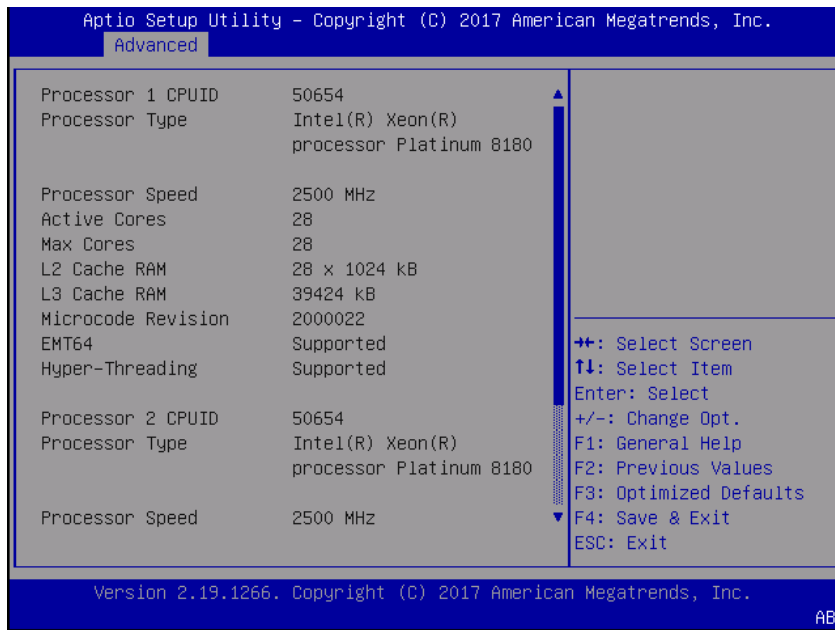 Aptio Setup Utility – Copyright (C) 2017 American Megatrends, Inc.
Advanced
Processor 1 CPUID 50654
Processor Type Intel(R) Xeon(R)
processor Platinum 8180
Processor Speed 2500 MHz
Active Cores 28
Max Cores 28
L2 Cache RAM 28 x 1024 kB
L3 Cache RAM 39424 kB
Microcode Revision 2000022
EMT64 Supported
Hyper-Threading Supported
Processor 2 CPUID 50654
Processor Type Intel(R) Xeon(R)
processor Platinum 8180
Processor Speed 2500 MHz
→←: Select Screen
↑↓: Select Item
Enter: Select
+/-: Change Opt.
F1: General Help
F2: Previous Values
F3: Optimized Defaults
F4: Save & Exit
ESC: Exit
Version 2.19.1266. Copyright (C) 2017 American Megatrends, Inc.
AB